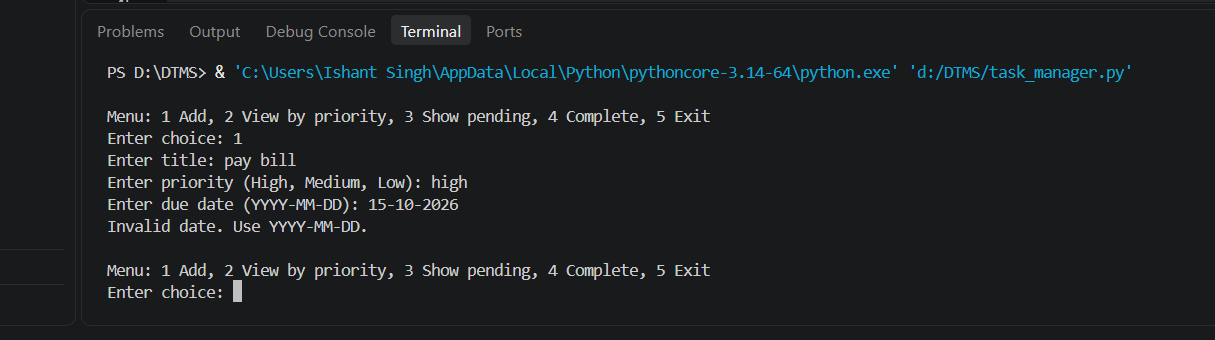 Problems Output Debug Console Terminal Ports
PS D:\DTMS> & 'C:\Users\Ishant Singh\AppData\Local\Python\pythoncore-3.14-64\python.exe' 'd:/DTMS/task_manager.py'
Menu: 1 Add, 2 View by priority, 3 Show pending, 4 Complete, 5 Exit
Enter choice: 1
Enter title: pay bill
Enter priority (High, Medium, Low): high
Enter due date (YYYY-MM-DD): 15-10-2026
Invalid date. Use YYYY-MM-DD.
Menu: 1 Add, 2 View by priority, 3 Show pending, 4 Complete, 5 Exit
Enter choice: